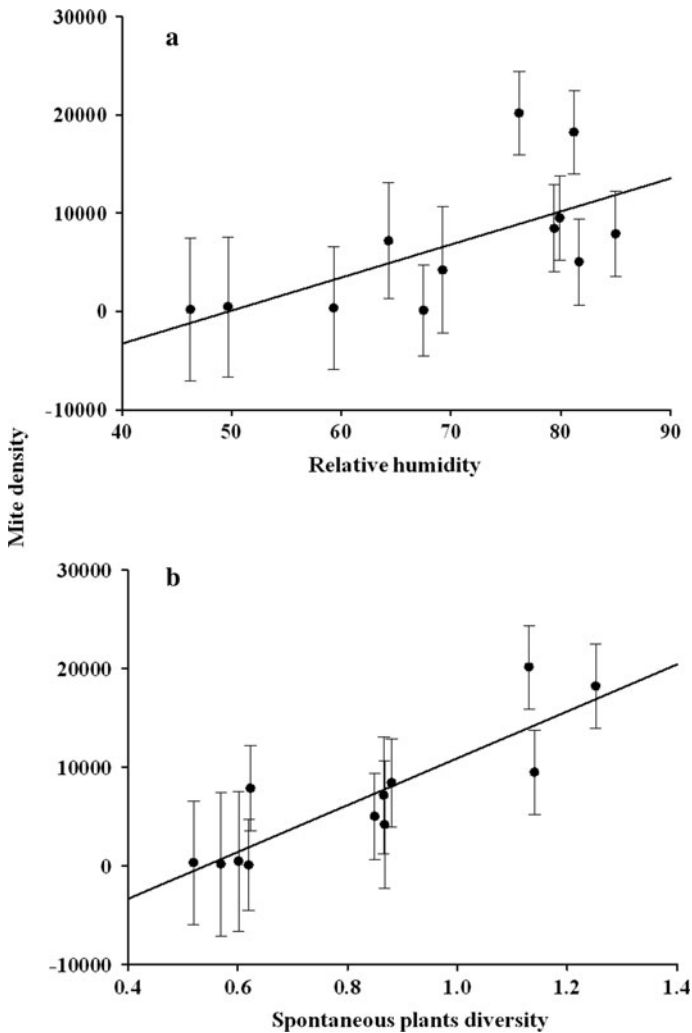 30000
a
20000
10000
0
-10000
40 50 60 70 80 90
Relative humidity
Mite density
30000
b
20000
10000
0
-10000
0.4 0.6 0.8 1.0 1.2 1.4
Spontaneous plants diversity